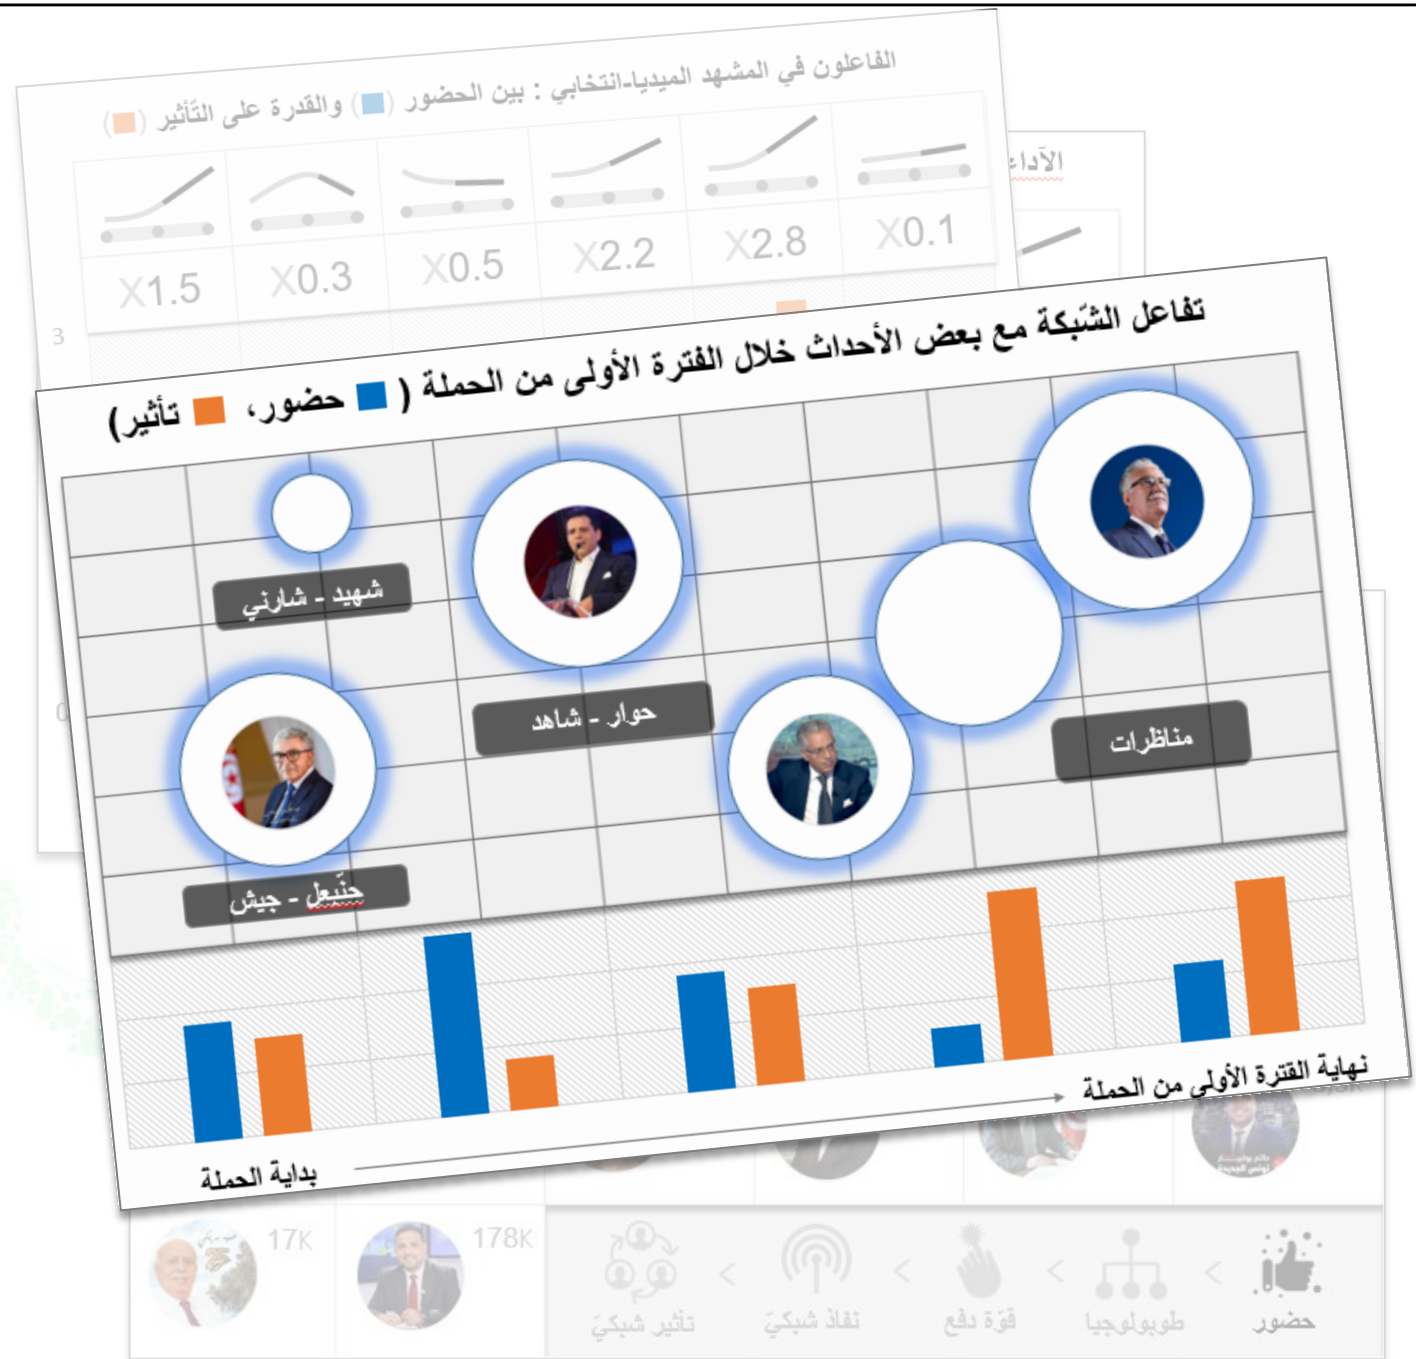 الفاعلون في المشهد الميديا-انتخابي : بين الحضور ( ) والقدرة على التّأثير ( )
X1.5 X0.3 X0.5 X2.2 X2.8 X0.1
الآداء
3
0
تفاعل الشّبكة مع بعض الأحداث خلال الفترة الأولى من الحملة ( حضور، تأثير)
شهيد - شارني
حوار - شاهد
مناظرات
حنّبعل - جيش
نهاية الفترة الأولى من الحملة
بداية الحملة
17K
178K
حضور
طوبولوجيا
قوّة دفع
نفاذ شبكيّ
تأثير شبكيّ